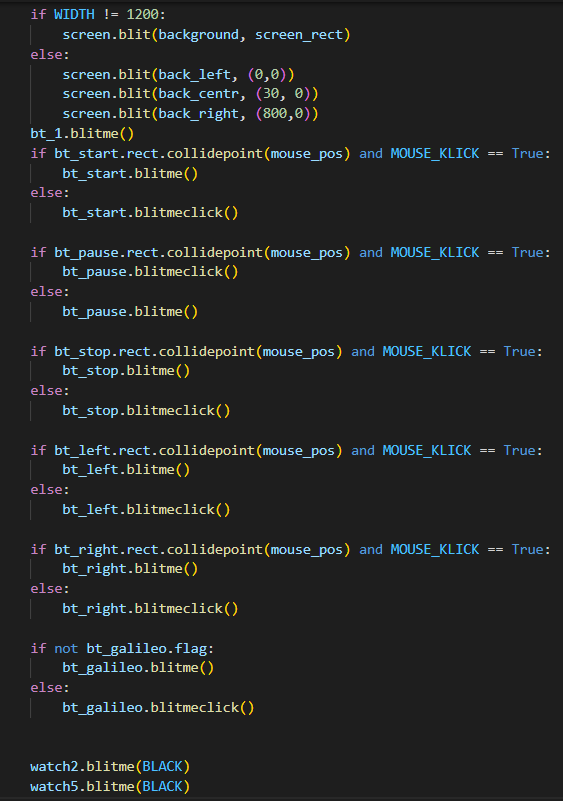 if WIDTH != 1200:
    screen.blit(background, screen_rect)
else:
    screen.blit(back_left, (0,0))
    screen.blit(back_centr, (30, 0))
    screen.blit(back_right, (800,0))
bt_1.blitme()
if bt_start.rect.collidepoint(mouse_pos) and MOUSE_KLICK == True:
    bt_start.blitme()
else:
    bt_start.blitmeclick()

if bt_pause.rect.collidepoint(mouse_pos) and MOUSE_KLICK == True:
    bt_pause.blitmeclick()
else:
    bt_pause.blitme()

if bt_stop.rect.collidepoint(mouse_pos) and MOUSE_KLICK == True:
    bt_stop.blitme()
else:
    bt_stop.blitmeclick()

if bt_left.rect.collidepoint(mouse_pos) and MOUSE_KLICK == True:
    bt_left.blitme()
else:
    bt_left.blitmeclick()

if bt_right.rect.collidepoint(mouse_pos) and MOUSE_KLICK == True:
    bt_right.blitme()
else:
    bt_right.blitmeclick()

if not bt_galileo.flag:
    bt_galileo.blitme()
else:
    bt_galileo.blitmeclick()

watch2.blitme(BLACK)
watch5.blitme(BLACK)